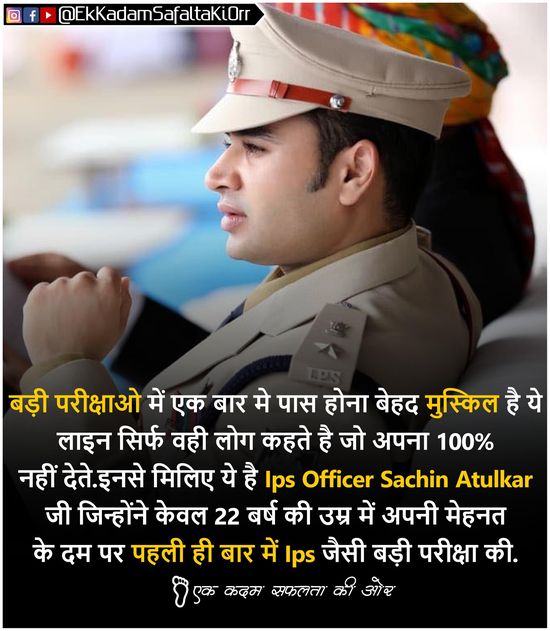 @EkKadamSafaltaKiOrr
IPS
बड़ी परीक्षाओ में एक बार मे पास होना बेहद मुस्किल है ये
लाइन सिर्फ वही लोग कहते है जो अपना 100%
नहीं देते.इनसे मिलिए ये है Ips Officer Sachin Atulkar
जी जिन्होंने केवल 22 बर्ष की उम्र में अपनी मेहनत
के दम पर पहली ही बार में Ips जैसी बड़ी परीक्षा की.
एक कदम सफलता की ओर